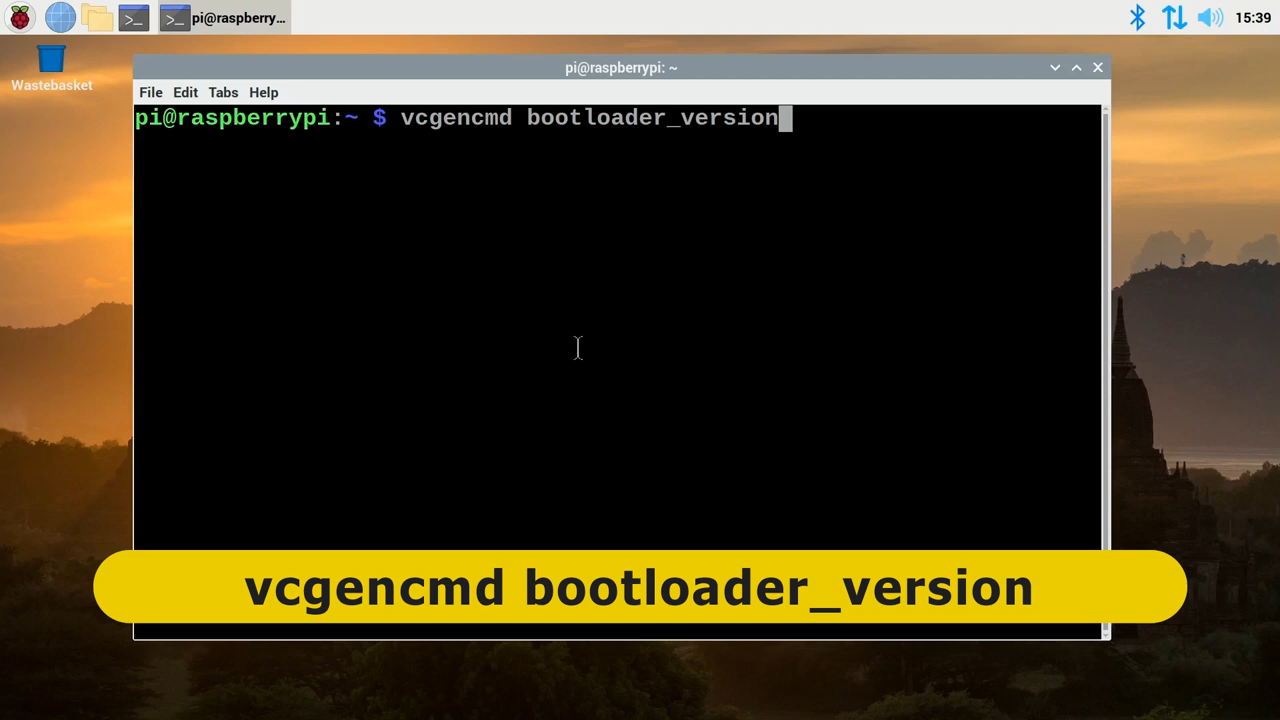 pi@raspberry…
15:39
Wastebasket
pi@raspberrypi: ~
File Edit Tabs Help
pi@raspberrypi:~ $ vcgencmd bootloader_version
vcgencmd bootloader_version